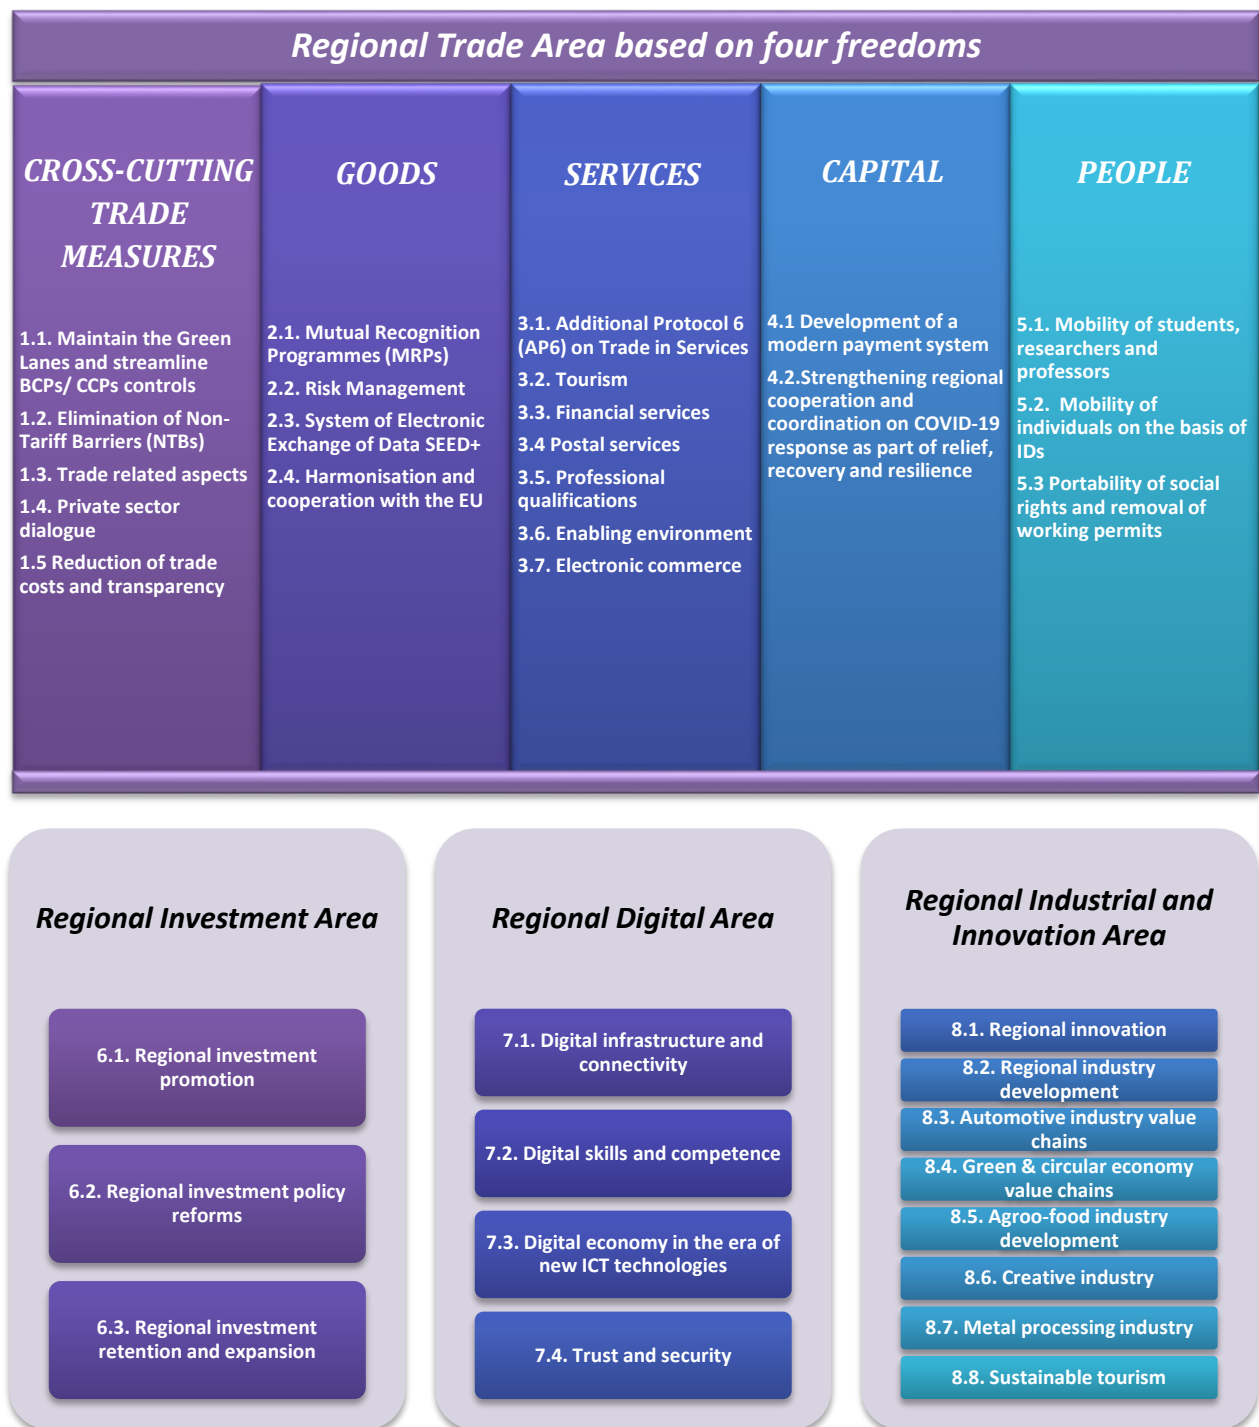 Regional Trade Area based on four freedoms
CROSS-CUTTING
TRADE
MEASURES
1.1. Maintain the Green
Lanes and streamline
BCPs/ CCPs controls
1.2. Elimination of Non-
Tariff Barriers (NTBs)
1.3. Trade related aspects
1.4. Private sector
dialogue
1.5 Reduction of trade
costs and transparency
GOODS
2.1. Mutual Recognition
Programmes (MRPs)
2.2. Risk Management
2.3. System of Electronic
Exchange of Data SEED+
2.4. Harmonisation and
cooperation with the EU
SERVICES
3.1. Additional Protocol 6
(AP6) on Trade in Services
3.2. Tourism
3.3. Financial services
3.4 Postal services
3.5. Professional
qualifications
3.6. Enabling environment
3.7. Electronic commerce
CAPITAL
4.1 Development of a
modern payment system
4.2.Strengthening regional
cooperation and
coordination on COVID-19
response as part of relief,
recovery and resilience
PEOPLE
5.1. Mobility of students,
researchers and
professors
5.2. Mobility of
individuals on the basis of
IDs
5.3 Portability of social
rights and removal of
working permits
Regional Investment Area
6.1. Regional investment
promotion
6.2. Regional investment policy
reforms
6.3. Regional investment
retention and expansion
Regional Digital Area
7.1. Digital infrastructure and
connectivity
7.2. Digital skills and competence
7.3. Digital economy in the era of
new ICT technologies
7.4. Trust and security
Regional Industrial and
Innovation Area
8.1. Regional innovation
8.2. Regional industry
development
8.3. Automotive industry value
chains
8.4. Green & circular economy
value chains
8.5. Agroo-food industry
development
8.6. Creative industry
8.7. Metal processing industry
8.8. Sustainable tourism